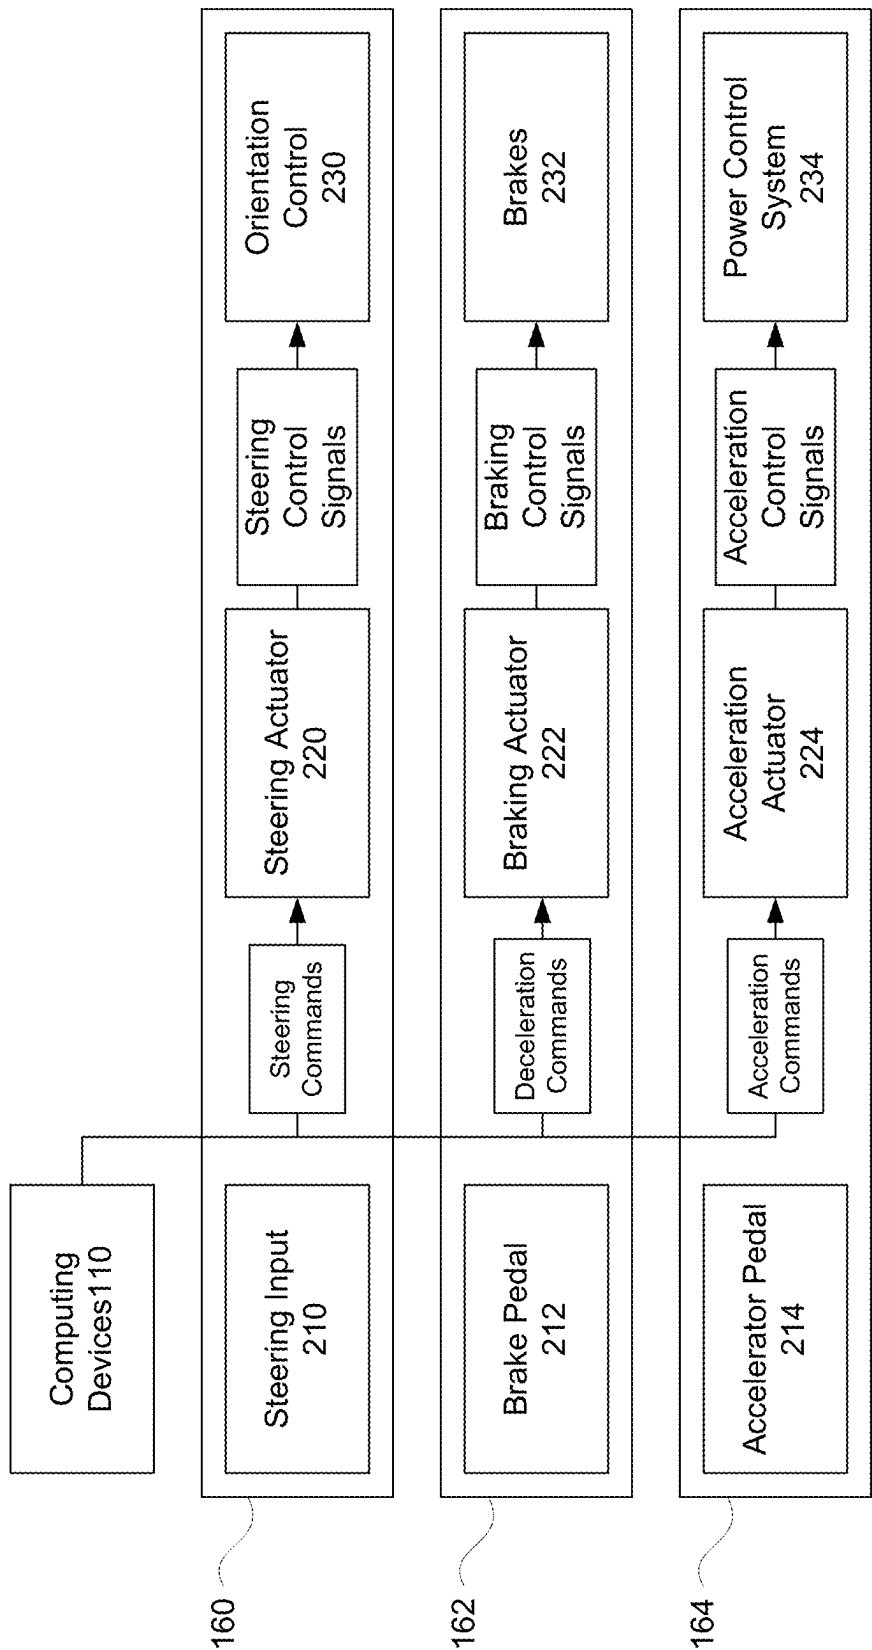 Computing
Devices110
160
Steering Input
210
Steering
Commands
Steering Actuator
220
Steering
Control
Signals
Orientation
Control
230
162
Brake Pedal
212
Deceleration
Commands
Braking Actuator
222
Braking
Control
Signals
Brakes
232
164
Accelerator Pedal
214
Acceleration
Commands
Acceleration
Actuator
224
Acceleration
Control
Signals
Power Control
System
234